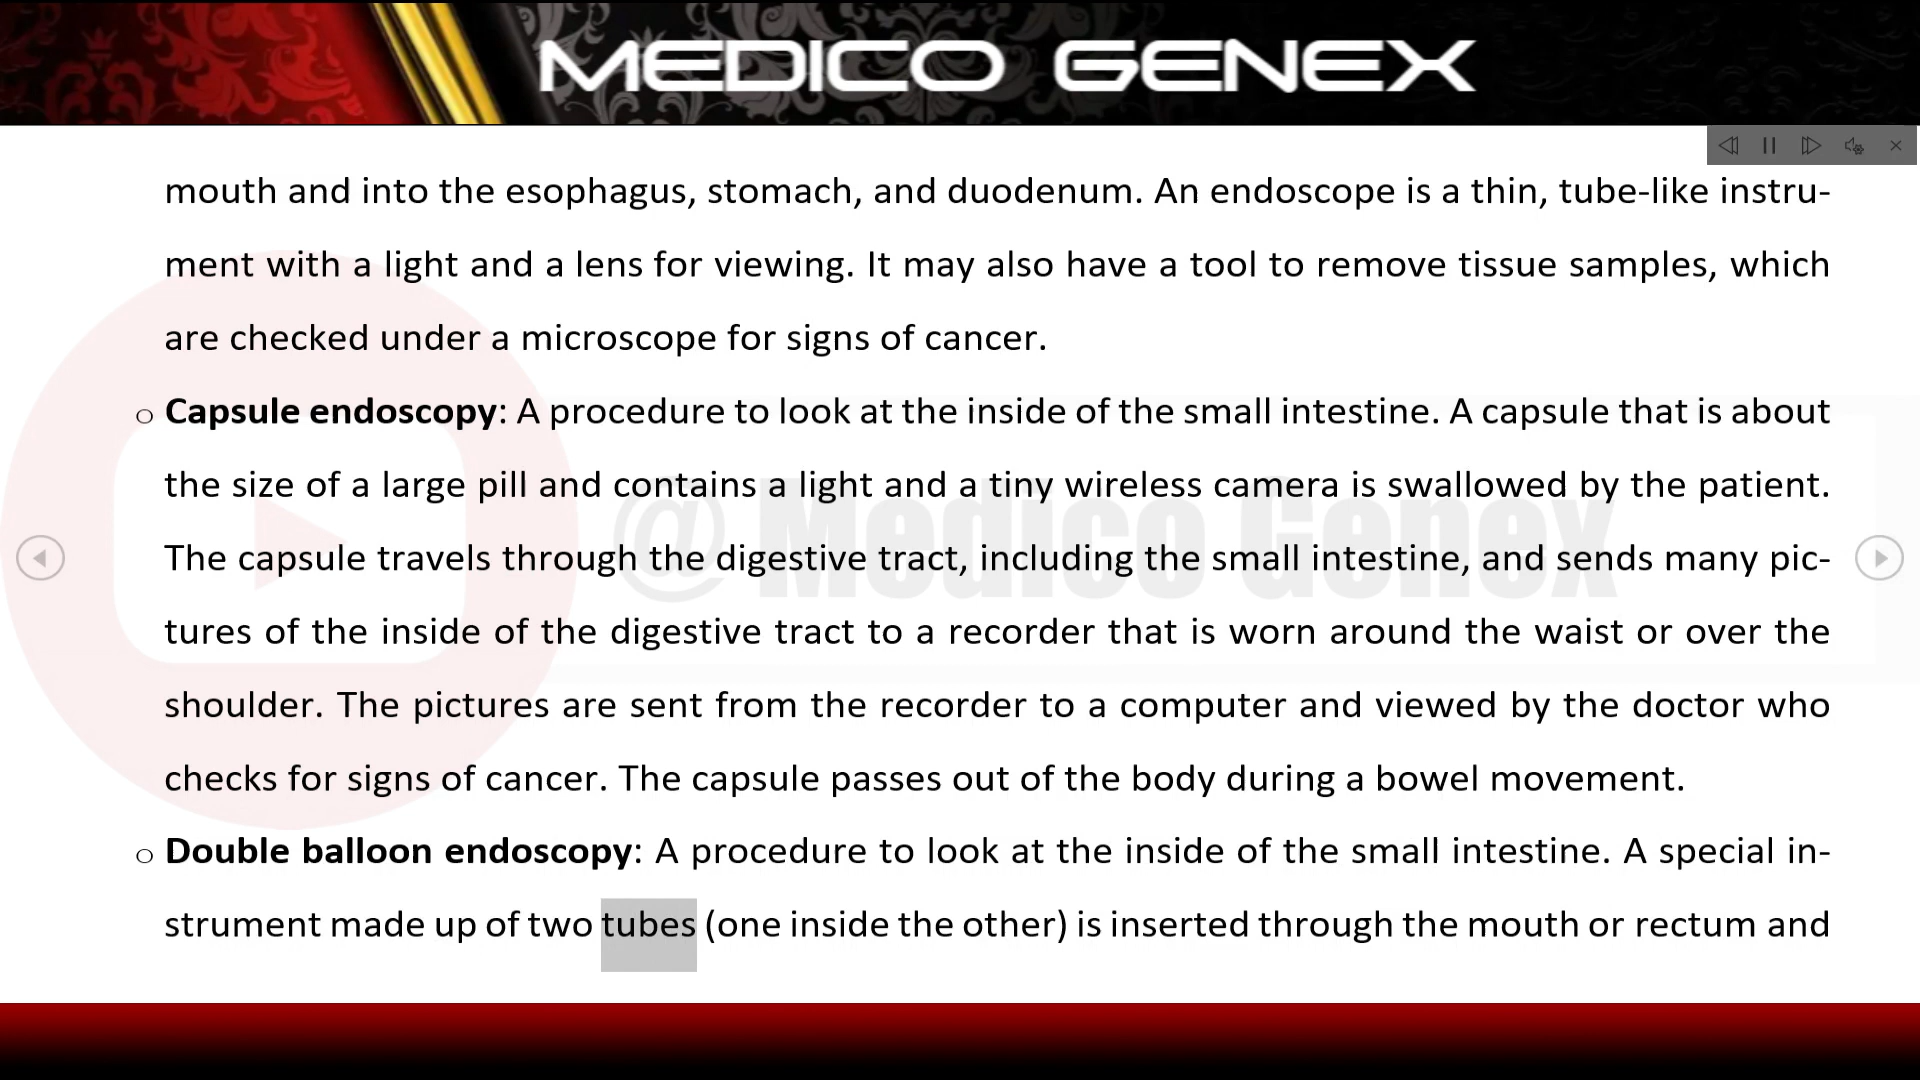 MEDICO GENEX
mouth and into the esophagus, stomach, and duodenum. An endoscope is a thin, tube-like instru-
ment with a light and a lens for viewing. It may also have a tool to remove tissue samples, which
are checked under a microscope for signs of cancer.
o Capsule endoscopy: A procedure to look at the inside of the small intestine. A capsule that is about
the size of a large pill and contains a light and a tiny wireless camera is swallowed by the patient.
The capsule travels through the digestive tract, including the small intestine, and sends many pic-
@ Medico Genex
tures of the inside of the digestive tract to a recorder that is worn around the waist or over the
shoulder. The pictures are sent from the recorder to a computer and viewed by the doctor who
checks for signs of cancer. The capsule passes out of the body during a bowel movement.
o Double balloon endoscopy: A procedure to look at the inside of the small intestine. A special in-
strument made up of two tubes (one inside the other) is inserted through the mouth or rectum and